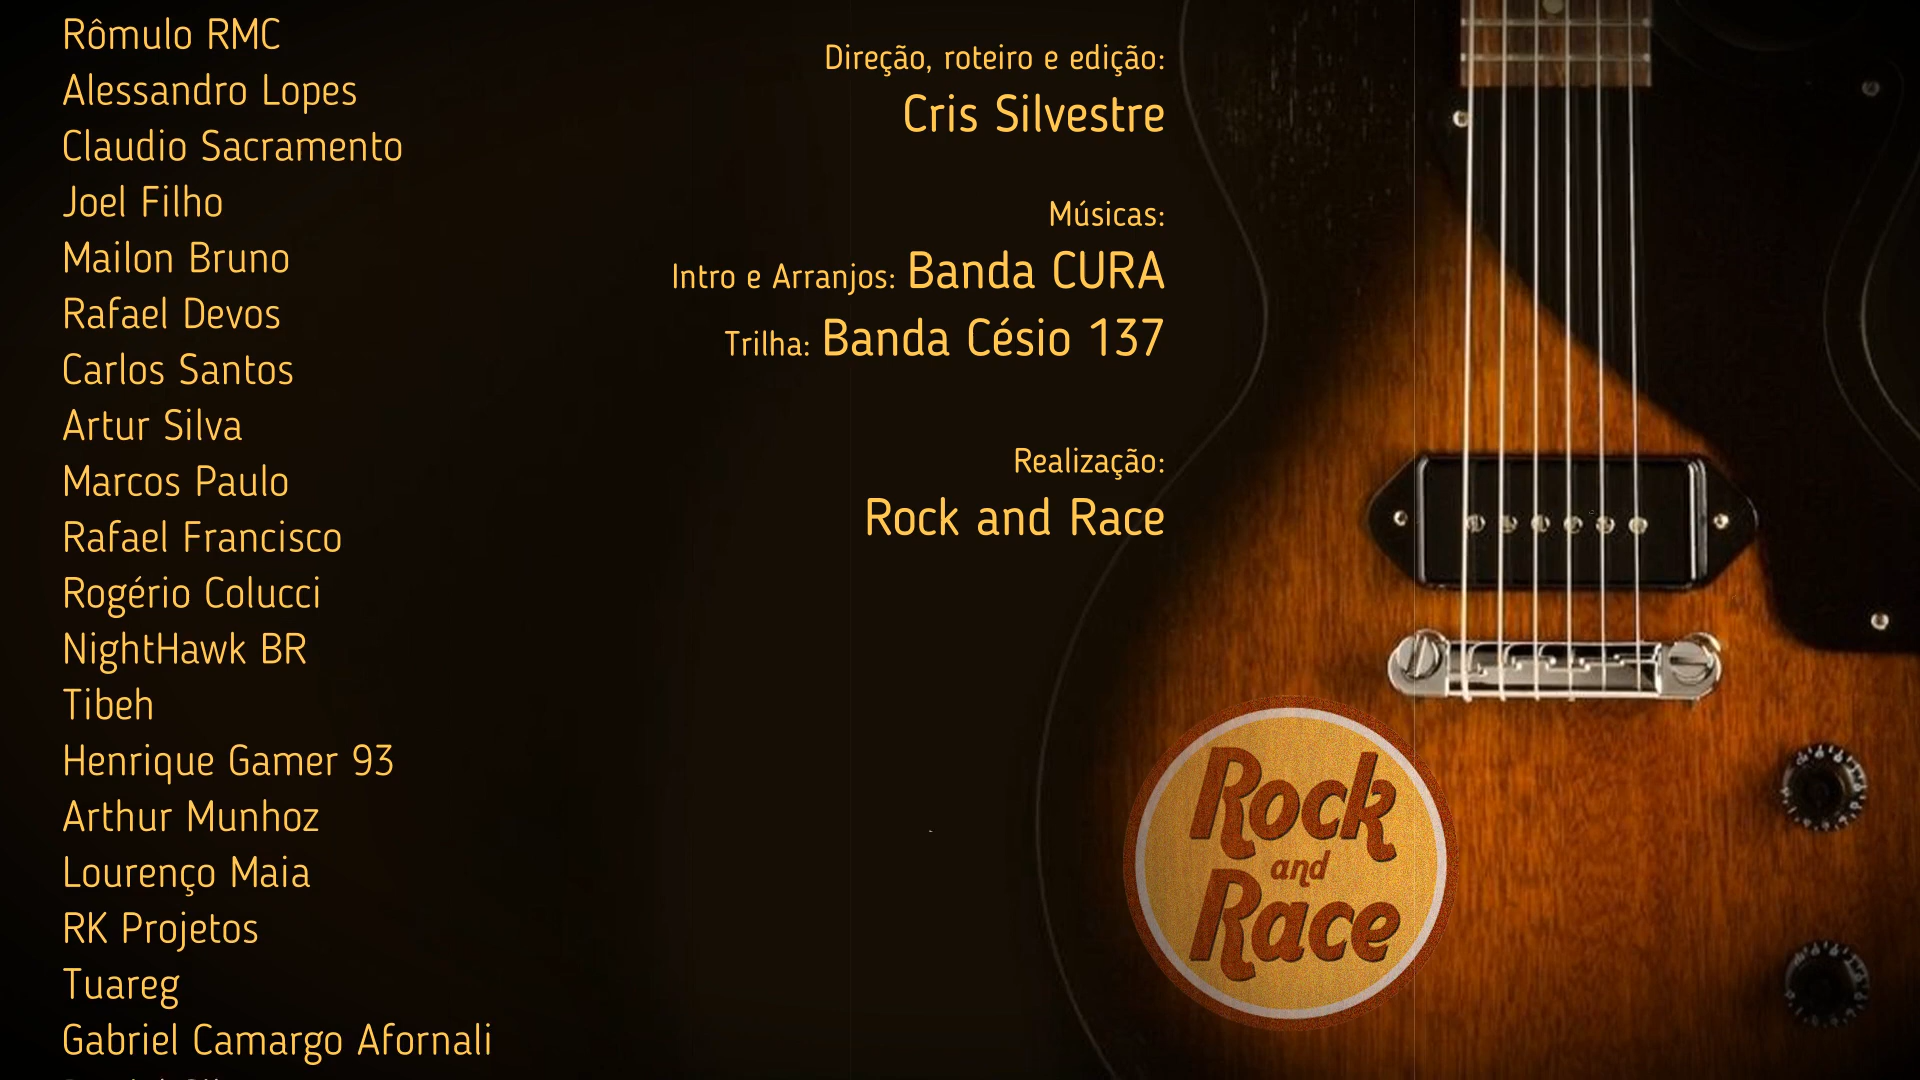 Rômulo RMC
Alessandro Lopes
Claudio Sacramento
Joel Filho
Mailon Bruno
Rafael Devos
Carlos Santos
Artur Silva
Marcos Paulo
Rafael Francisco
Rogério Colucci
NightHawk BR
Tibeh
Henrique Gamer 93
Arthur Munhoz
Lourenço Maia
RK Projetos
Tuareg
Gabriel Camargo Afornali
Direção, roteiro e edição:
Cris Silvestre
Músicas:
Intro e Arranjos: Banda CURA
Trilha: Banda Césio 137
Realização:
Rock and Race
Rock
and
Race